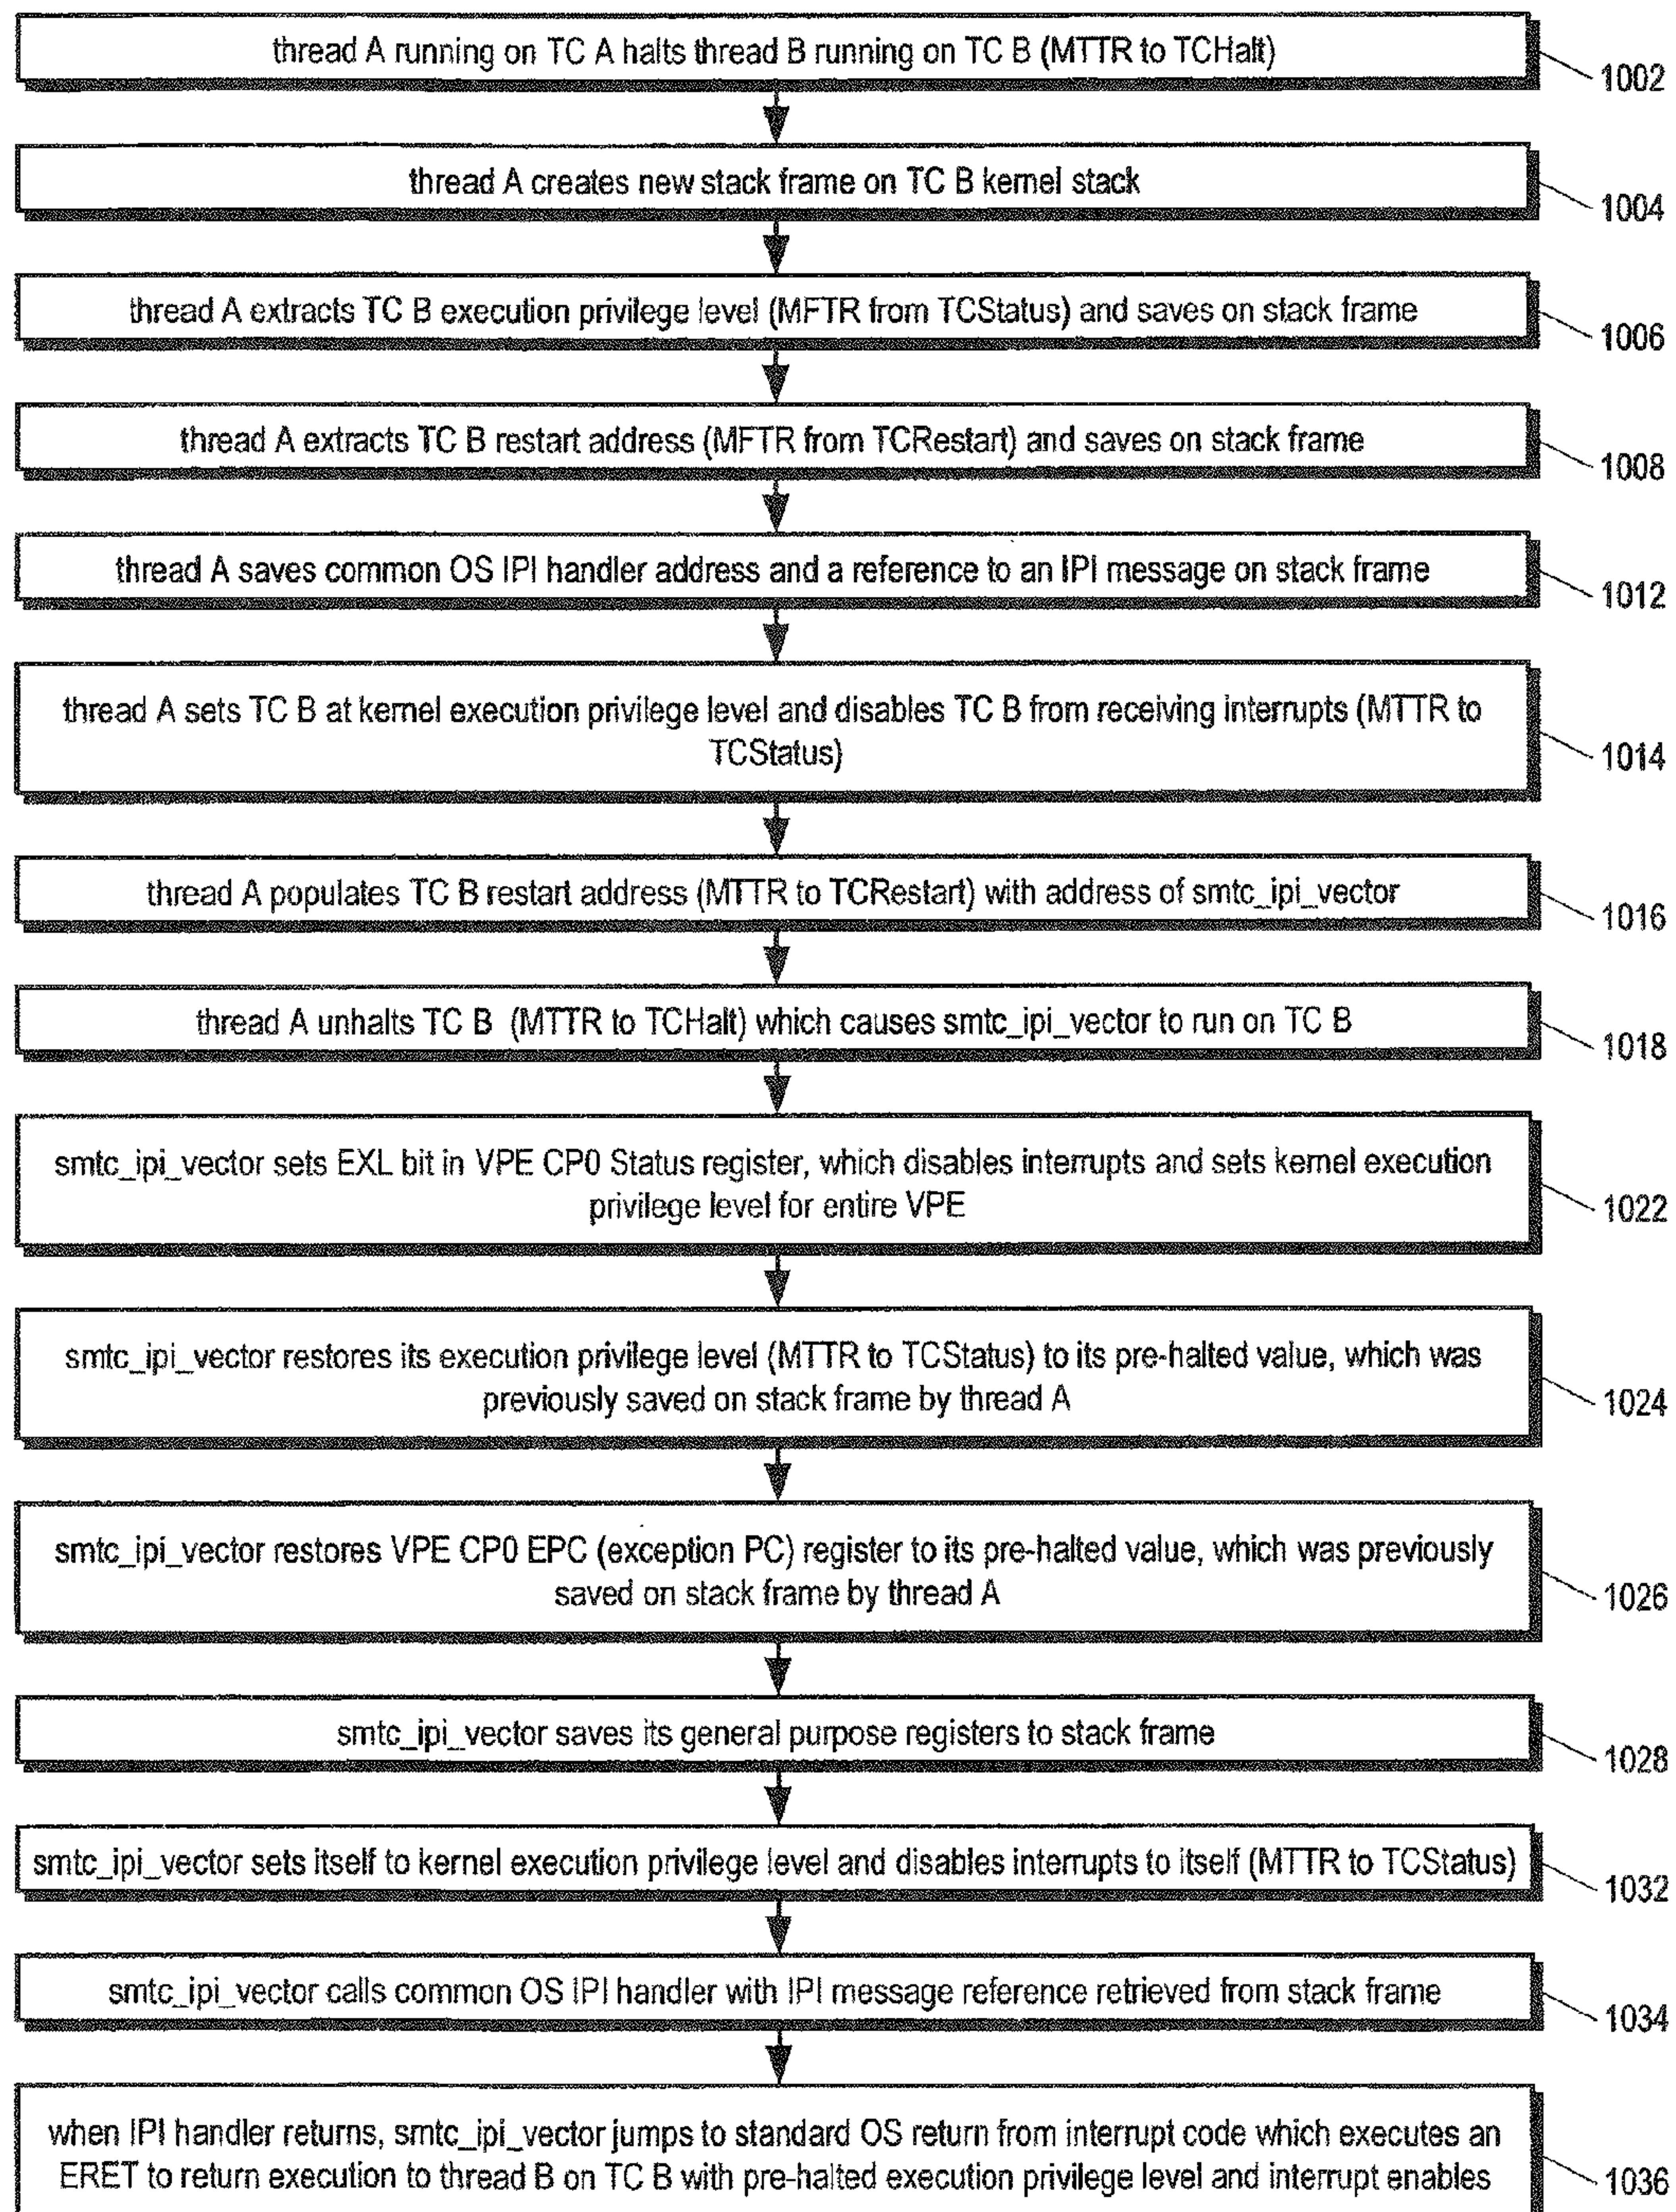 thread A running on TC A halts thread B running on TC B (MTTR to TCHalt)
1002
thread A creates new stack frame on TC B kernel stack
1004
thread A extracts TC B execution privilege level (MFTR from TCStatus) and saves on stack frame
1006
thread A extracts TC B restart address (MFTR from TCRestart) and saves on stack frame
1008
thread A saves common OS IPI handler address and a reference to an IPI message on stack frame
1012
thread A sets TC B at kernel execution privilege level and disables TC B from receiving interrupts (MTTR to
TCStatus)
1014
thread A populates TC B restart address (MTTR to TCRestart) with address of smtc_ipi_vector
1016
thread A unhalts TC B (MTTR to TCHalt) which causes smtc_ipi_vector to run on TC B
1018
smtc_ipi_vector sets EXL bit in VPE CP0 Status register, which disables interrupts and sets kernel execution
privilege level for entire VPE
1022
smtc_ipi_vector restores its execution privilege level (MTTR to TCStatus) to its pre-halted value, which was
previously saved on stack frame by thread A
1024
smtc_ipi_vector restores VPE CP0 EPC (exception PC) register to its pre-halted value, which was previously
saved on stack frame by thread A
1026
smtc_ipi_vector saves its general purpose registers to stack frame
1028
smtc_ipi_vector sets itself to kernel execution privilege level and disables interrupts to itself (MTTR to TCStatus)
1032
smtc_ipi_vector calls common OS IPI handler with IPI message reference retrieved from stack frame
1034
when IPI handler returns, smtc_ipi_vector jumps to standard OS return from interrupt code which executes an
ERET to return execution to thread B on TC B with pre-halted execution privilege level and interrupt enables
1036